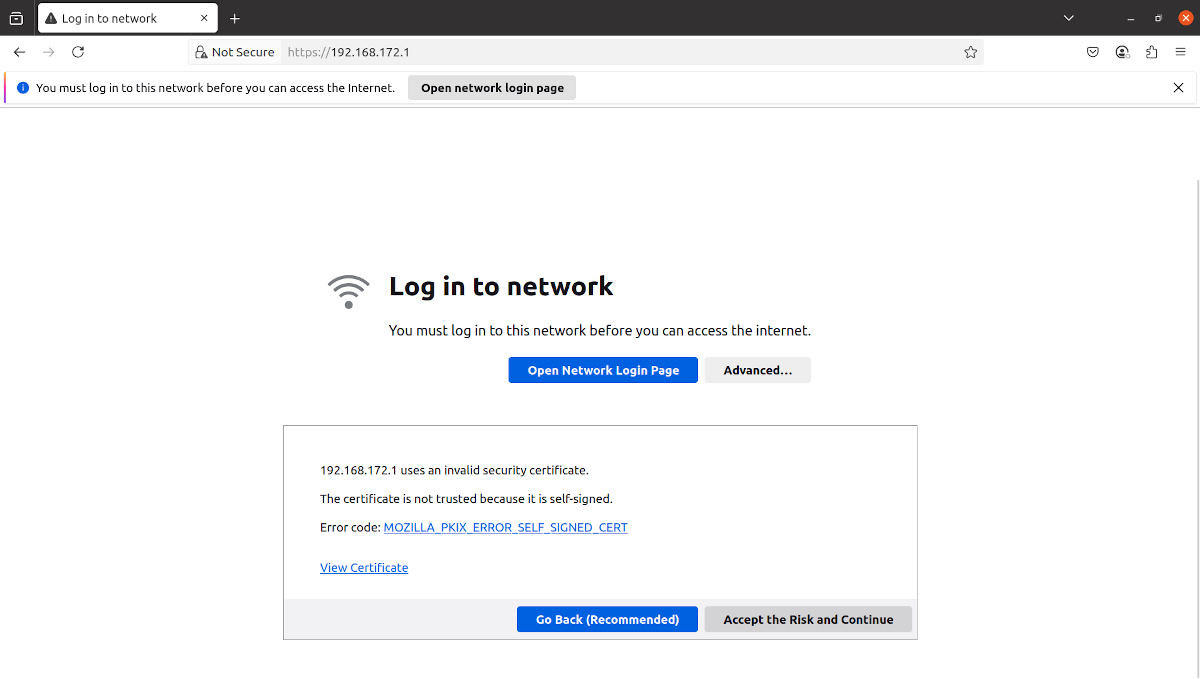 Log in to network
Not Secure https://192.168.172.1
You must log in to this network before you can access the Internet. Open network login page
Log in to network
You must log in to this network before you can access the internet.
Open Network Login Page Advanced...
192.168.172.1 uses an invalid security certificate.
The certificate is not trusted because it is self-signed.
Error code: MOZILLA_PKIX_ERROR_SELF_SIGNED_CERT
View Certificate
Go Back (Recommended) Accept the Risk and Continue